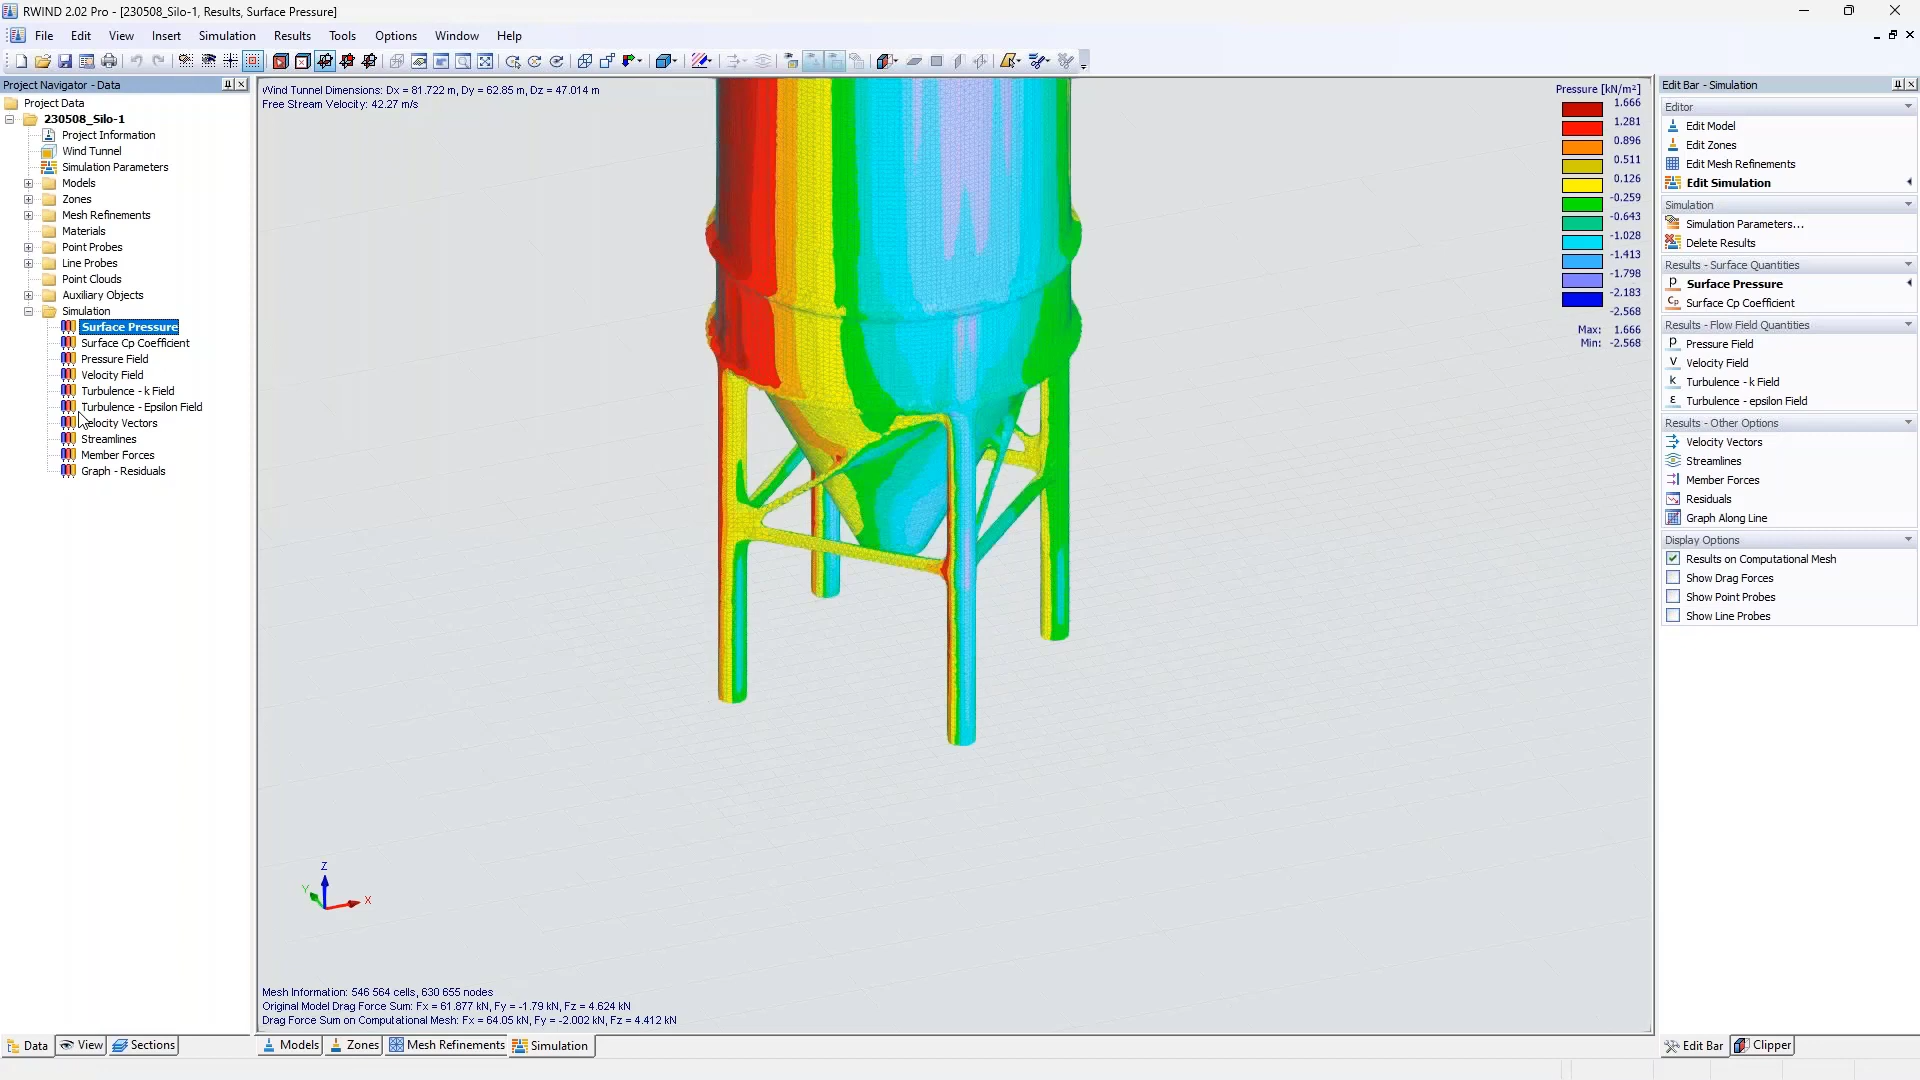 RWIND 2.02 Pro - [230508_Silo-1, Results, Surface Pressure]
File Edit View Insert Simulation Results Tools Options Window Help
Project Navigator - Data
Project Data
230508_Silo-1
Project Information
Wind Tunnel
Simulation Parameters
Models
Zones
Mesh Refinements
Materials
Point Probes
Line Probes
Point Clouds
Auxiliary Objects
Simulation
Surface Pressure
Surface Cp Coefficient
Pressure Field
Velocity Field
Turbulence - k Field
Turbulence - Epsilon Field
Velocity Vectors
Streamlines
Member Forces
Graph - Residuals
Data View Sections
Wind Tunnel Dimensions: Dx = 81.722 m, Dy = 62.85 m, Dz = 47.014 m
Free Stream Velocity: 42.27 m/s
Pressure [kN/m²]
1.666
1.281
0.896
0.511
0.126
-0.259
-0.643
-1.028
-1.413
-1.798
-2.183
-2.568
Max: 1.666
Min: -2.568
Z
Y
X
Mesh Information: 546 564 cells, 630 655 nodes
Original Model Drag Force Sum: Fx = 61.877 kN, Fy = -1.79 kN, Fz = 4.624 kN
Drag Force Sum on Computational Mesh: Fx = 64.05 kN, Fy = -2.002 kN, Fz = 4.412 kN
Models Zones Mesh Refinements Simulation
Edit Bar - Simulation
Editor
Edit Model
Edit Zones
Edit Mesh Refinements
Edit Simulation
Simulation
Simulation Parameters...
Delete Results
Results - Surface Quantities
p Surface Pressure
Cp Surface Cp Coefficient
Results - Flow Field Quantities
p Pressure Field
v Velocity Field
k Turbulence - k Field
ε Turbulence - epsilon Field
Results - Other Options
Velocity Vectors
Streamlines
Member Forces
Residuals
Graph Along Line
Display Options
Results on Computational Mesh
Show Drag Forces
Show Point Probes
Show Line Probes
Edit Bar Clipper